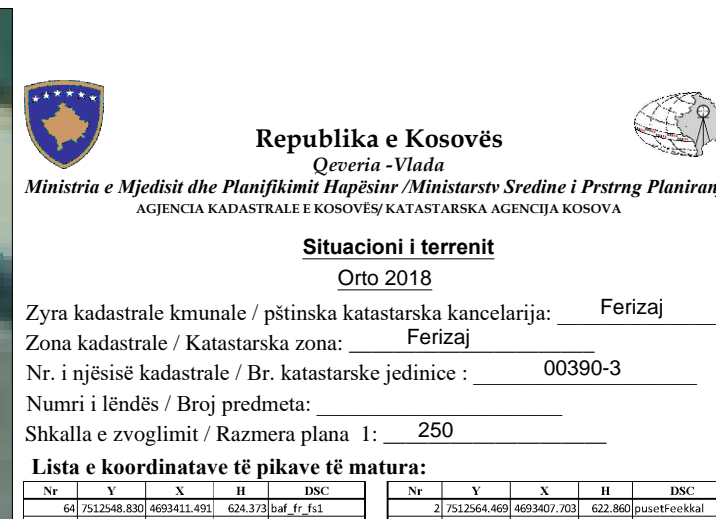 Republika e Kosovës
Qeveria -Vlada
Ministria e Mjedisit dhe Planifikimit Hapësinr /Ministarstv Sredine i Prstrng Planiranj
AGJENCIA KADASTRALE E KOSOVËS/ KATASTARSKA AGENCIJA KOSOVA
Situacioni i terrenit
Orto 2018
Zyra kadastrale kmunale / pštinska katastarska kancelarija: Ferizaj
Zona kadastrale / Katastarska zona: Ferizaj
Nr. i njësisë kadastrale / Br. katastarske jedinice : 00390-3
Numri i lëndës / Broj predmeta:
Shkalla e zvoglimit / Razmera plana 1: 250
Lista e koordinatave të pikave të matura:
Nr Y X H DSC Nr Y X H DSC
64 7512548.830 4693411.491 624.373 baf_fr_fs1 2 7512564.469 4693407.703 622.860 pusetFeekkal